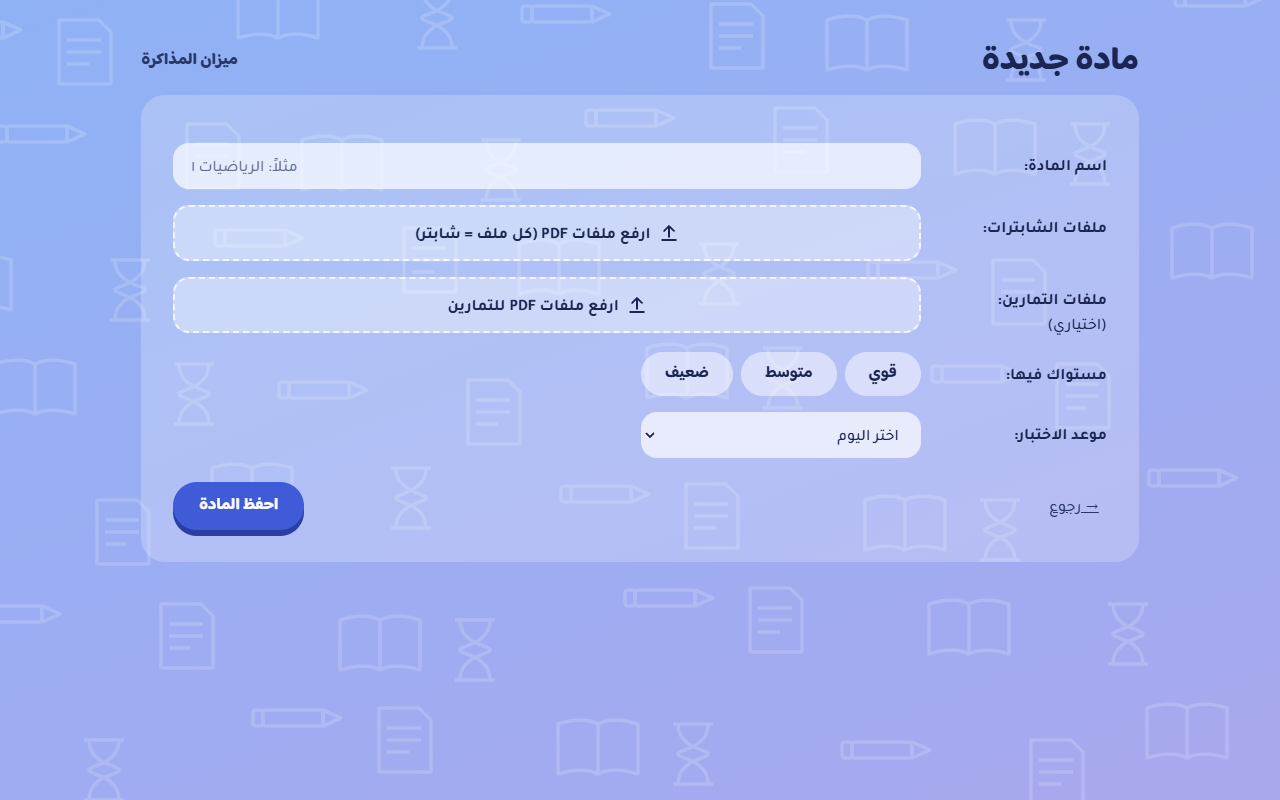 مادة جديدة
ميزان المذاكرة
اسم المادة:
مثلاً: الرياضيات ١
ملفات الشابترات:
ارفع ملفات PDF (كل ملف = شابتر)
ملفات التمارين:
(اختياري)
ارفع ملفات PDF للتمارين
مستواك فيها:
قوي
متوسط
ضعيف
موعد الاختبار:
اختر اليوم
→ رجوع
احفظ المادة